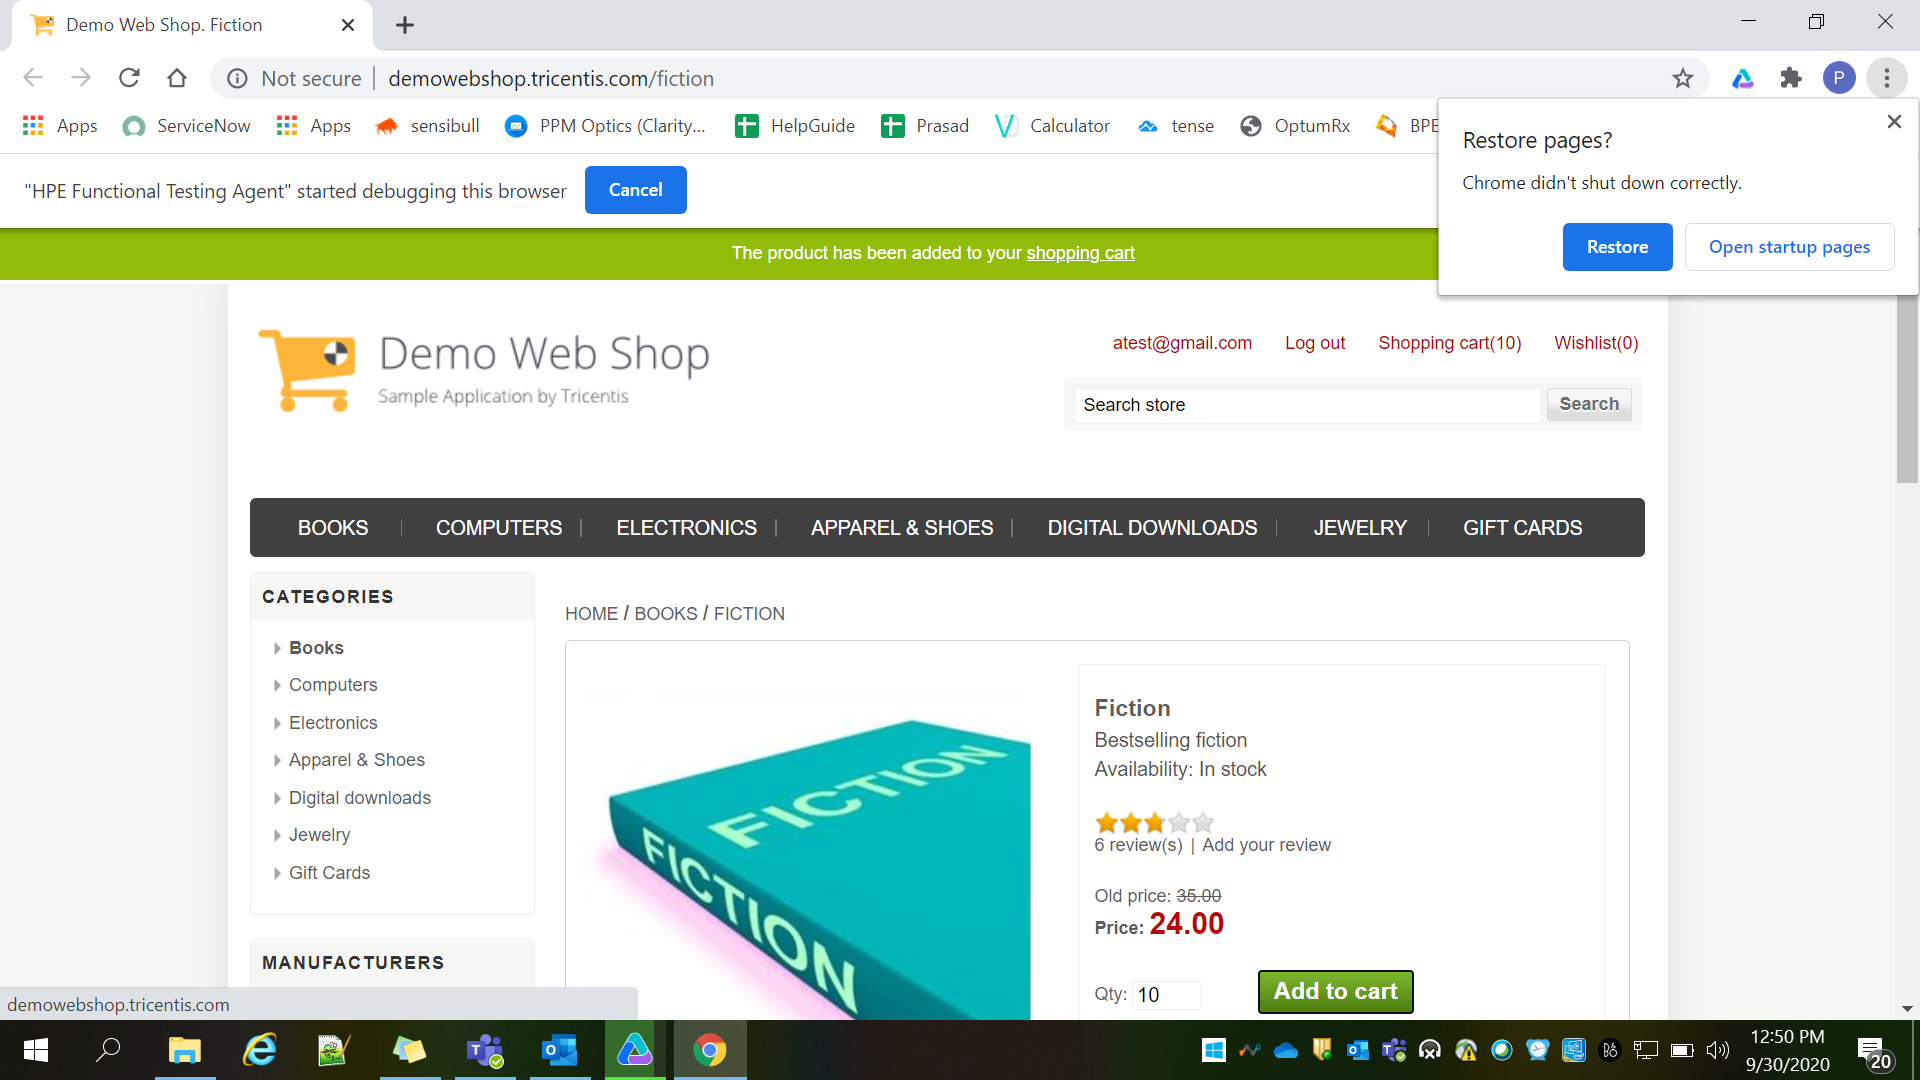 Demo Web Shop. Fiction
Not secure demowebshop.tricentis.com/fiction
P
Apps ServiceNow Apps sensibull PPM Optics (Clarity... HelpGuide Prasad Calculator tense OptumRx BPE
Restore pages?
Chrome didn't shut down correctly.
Restore Open startup pages
"HPE Functional Testing Agent" started debugging this browser Cancel
The product has been added to your shopping cart
Demo Web Shop
Sample Application by Tricentis
atest@gmail.com Log out Shopping cart(10) Wishlist(0)
Search store Search
BOOKS COMPUTERS ELECTRONICS APPAREL & SHOES DIGITAL DOWNLOADS JEWELRY GIFT CARDS
CATEGORIES
Books
Computers
Electronics
Apparel & Shoes
Digital downloads
Jewelry
Gift Cards
MANUFACTURERS
HOME / BOOKS / FICTION
FICTION
FICTION
Fiction
Bestselling fiction
Availability: In stock
6 review(s) | Add your review
Old price: 35.00
Price: 24.00
Qty: 10 Add to cart
demowebshop.tricentis.com
12:50 PM
9/30/2020
20